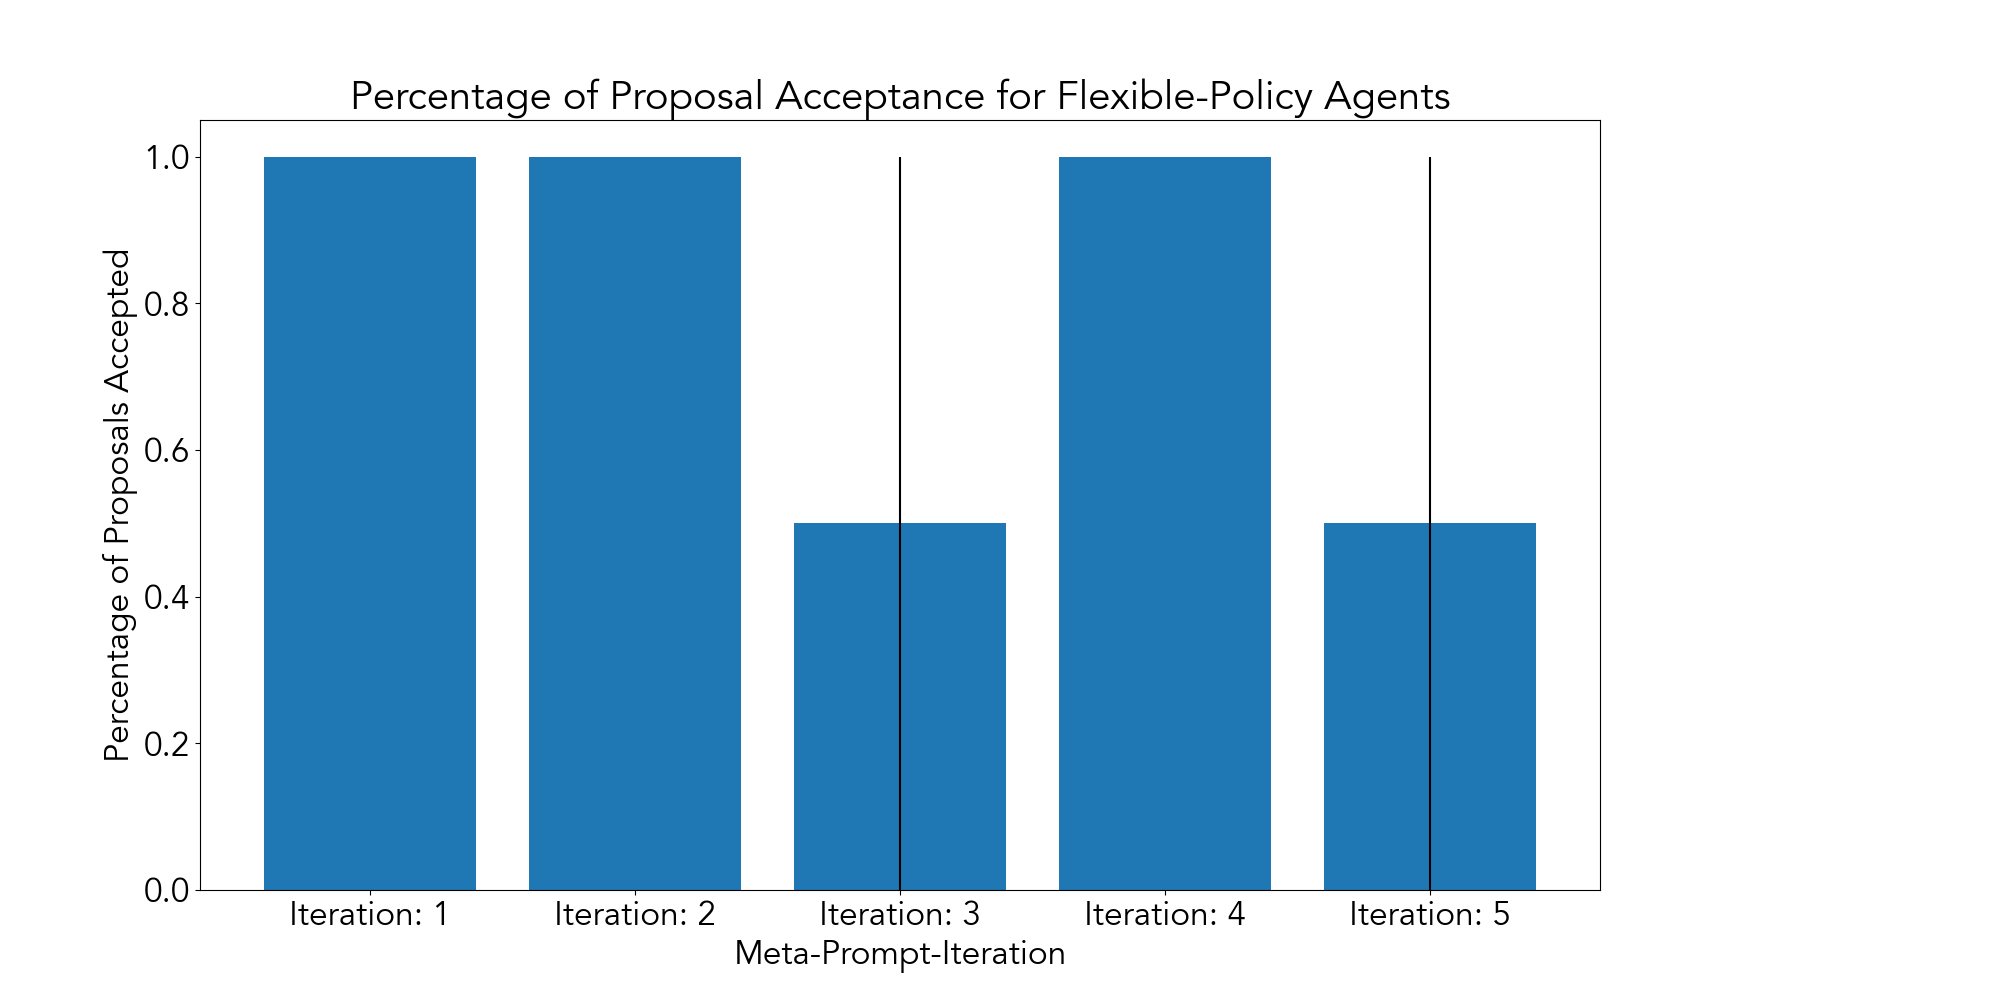 Percentage of Proposal Acceptance for Flexible-Policy Agents
Percentage of Proposals Accepted
1.0
0.8
0.6
0.4
0.2
0.0
Iteration: 1
Iteration: 2
Iteration: 3
Iteration: 4
Iteration: 5
Meta-Prompt-Iteration